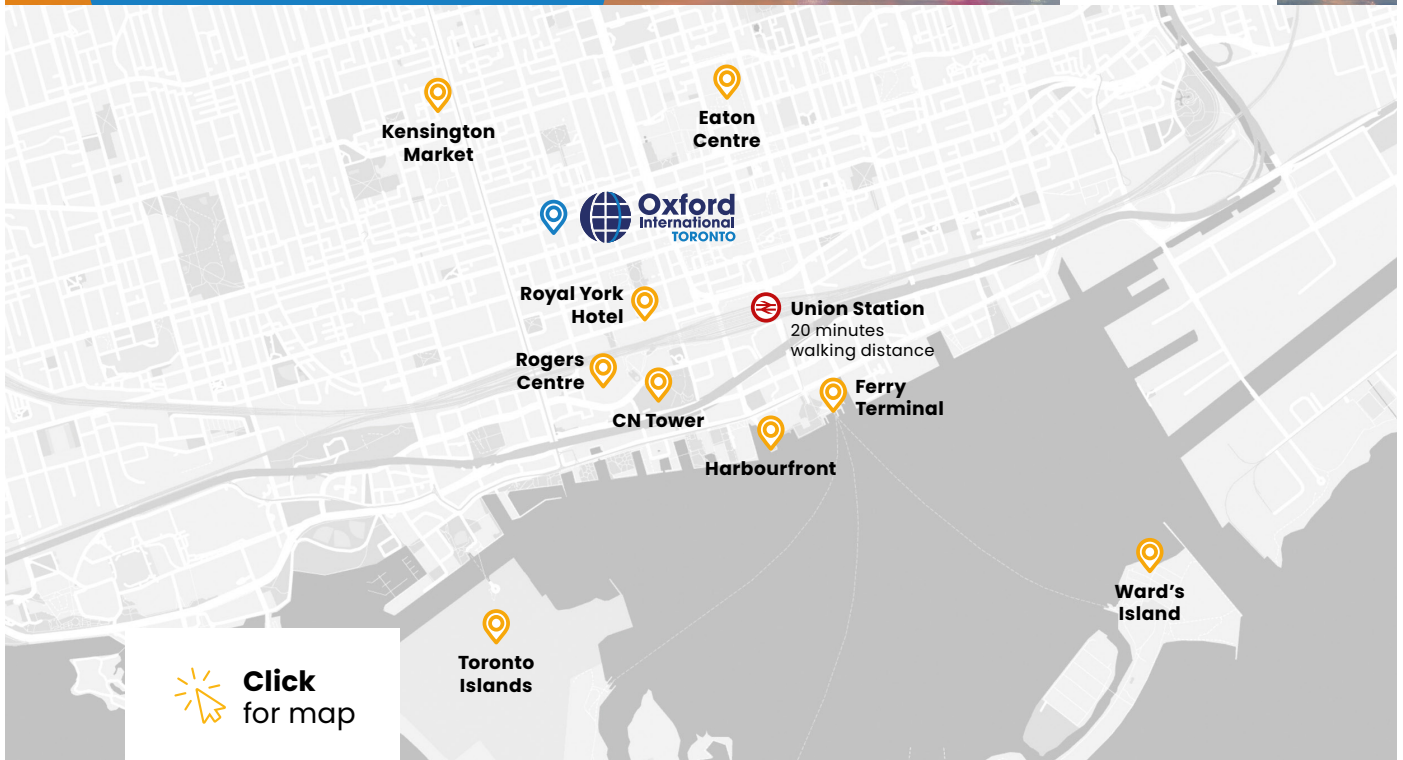 Kensington
Market
Eaton
Centre
Oxford
International
TORONTO
Royal York
Hotel
Union Station
20 minutes
walking distance
Rogers
Centre
CN Tower
Ferry
Terminal
Harbourfront
Ward's
Island
Toronto
Islands
Click
for map